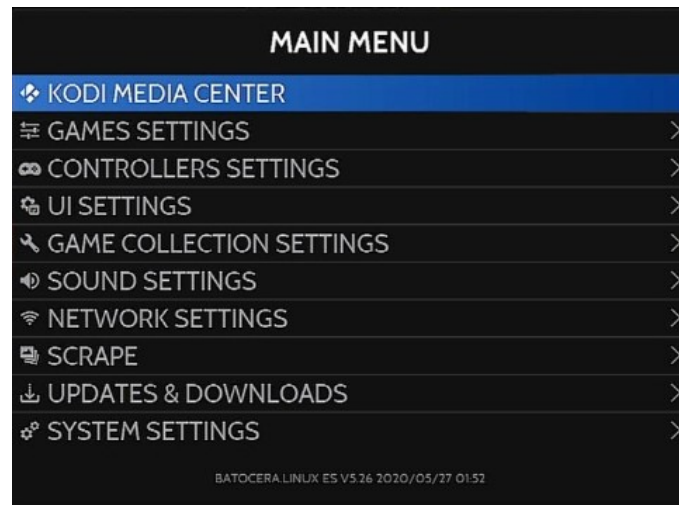 MAIN MENU
KODI MEDIA CENTER
GAMES SETTINGS
CONTROLLERS SETTINGS
UI SETTINGS
GAME COLLECTION SETTINGS
SOUND SETTINGS
NETWORK SETTINGS
SCRAPE
UPDATES & DOWNLOADS
SYSTEM SETTINGS
BATOCERA.LINUX ES V5.26 2020/05/27 01:52